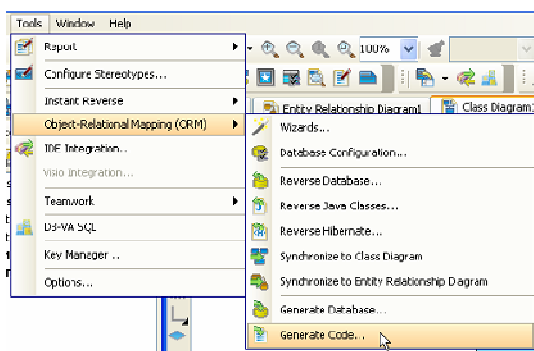 Tools Window Help
100%
Report
Configure Stereotypes...
Instant Reverse
Object-Relational Mapping (ORM)
IDE Integration...
Visio Integration...
Teamwork
DB-VA SQL
Key Manager...
Options...
Entity Relationship Diagram1 Class Diagram1
Wizards...
Database Configuration...
Reverse Database...
Reverse Java Classes...
Reverse Hibernate...
Synchronize to Class Diagram
Synchronize to Entity Relationship Diagram
Generate Database...
Generate Code...